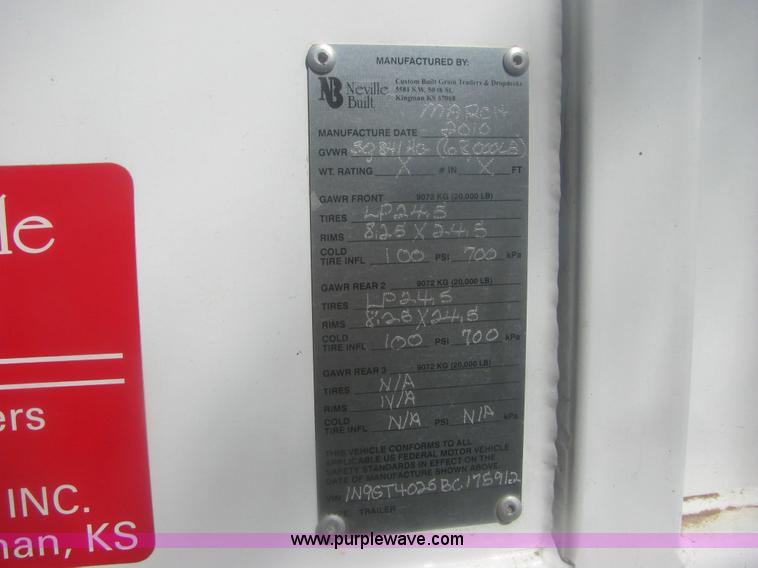 MANUFACTURED BY:
NB Neville Built
Custom Built Grain Trailers & Dropdecks
5581 S.W. 50th St.
Kingman KS 67068
MARCH
MANUFACTURE DATE 2010
GVWR (68,000LB)
WT. RATING X # IN X FT
GAWR FRONT 9072 KG (20,000 LB)
TIRES LP24.5
RIMS 8.25 X 24.5
COLD TIRE INFL 100 PSI 700 kPa
GAWR REAR 2 9072 KG (20,000 LB)
TIRES LP24.5
RIMS 8.25 X 24.5
COLD TIRE INFL 100 PSI 700 kPa
GAWR REAR 3 9072 KG (20,000 LB)
TIRES N/A
RIMS N/A
COLD TIRE INFL N/A PSI N/A kPa
THIS VEHICLE CONFORMS TO ALL
APPLICABLE US FEDERAL MOTOR VEHICLE
SAFETY STANDARDS IN EFFECT ON THE
DATE OF MANUFACTURE SHOWN ABOVE
VIN 1N9GT4025BC175912
TYPE: TRAILER
le
ers
INC.
man, KS
www.purplewave.com